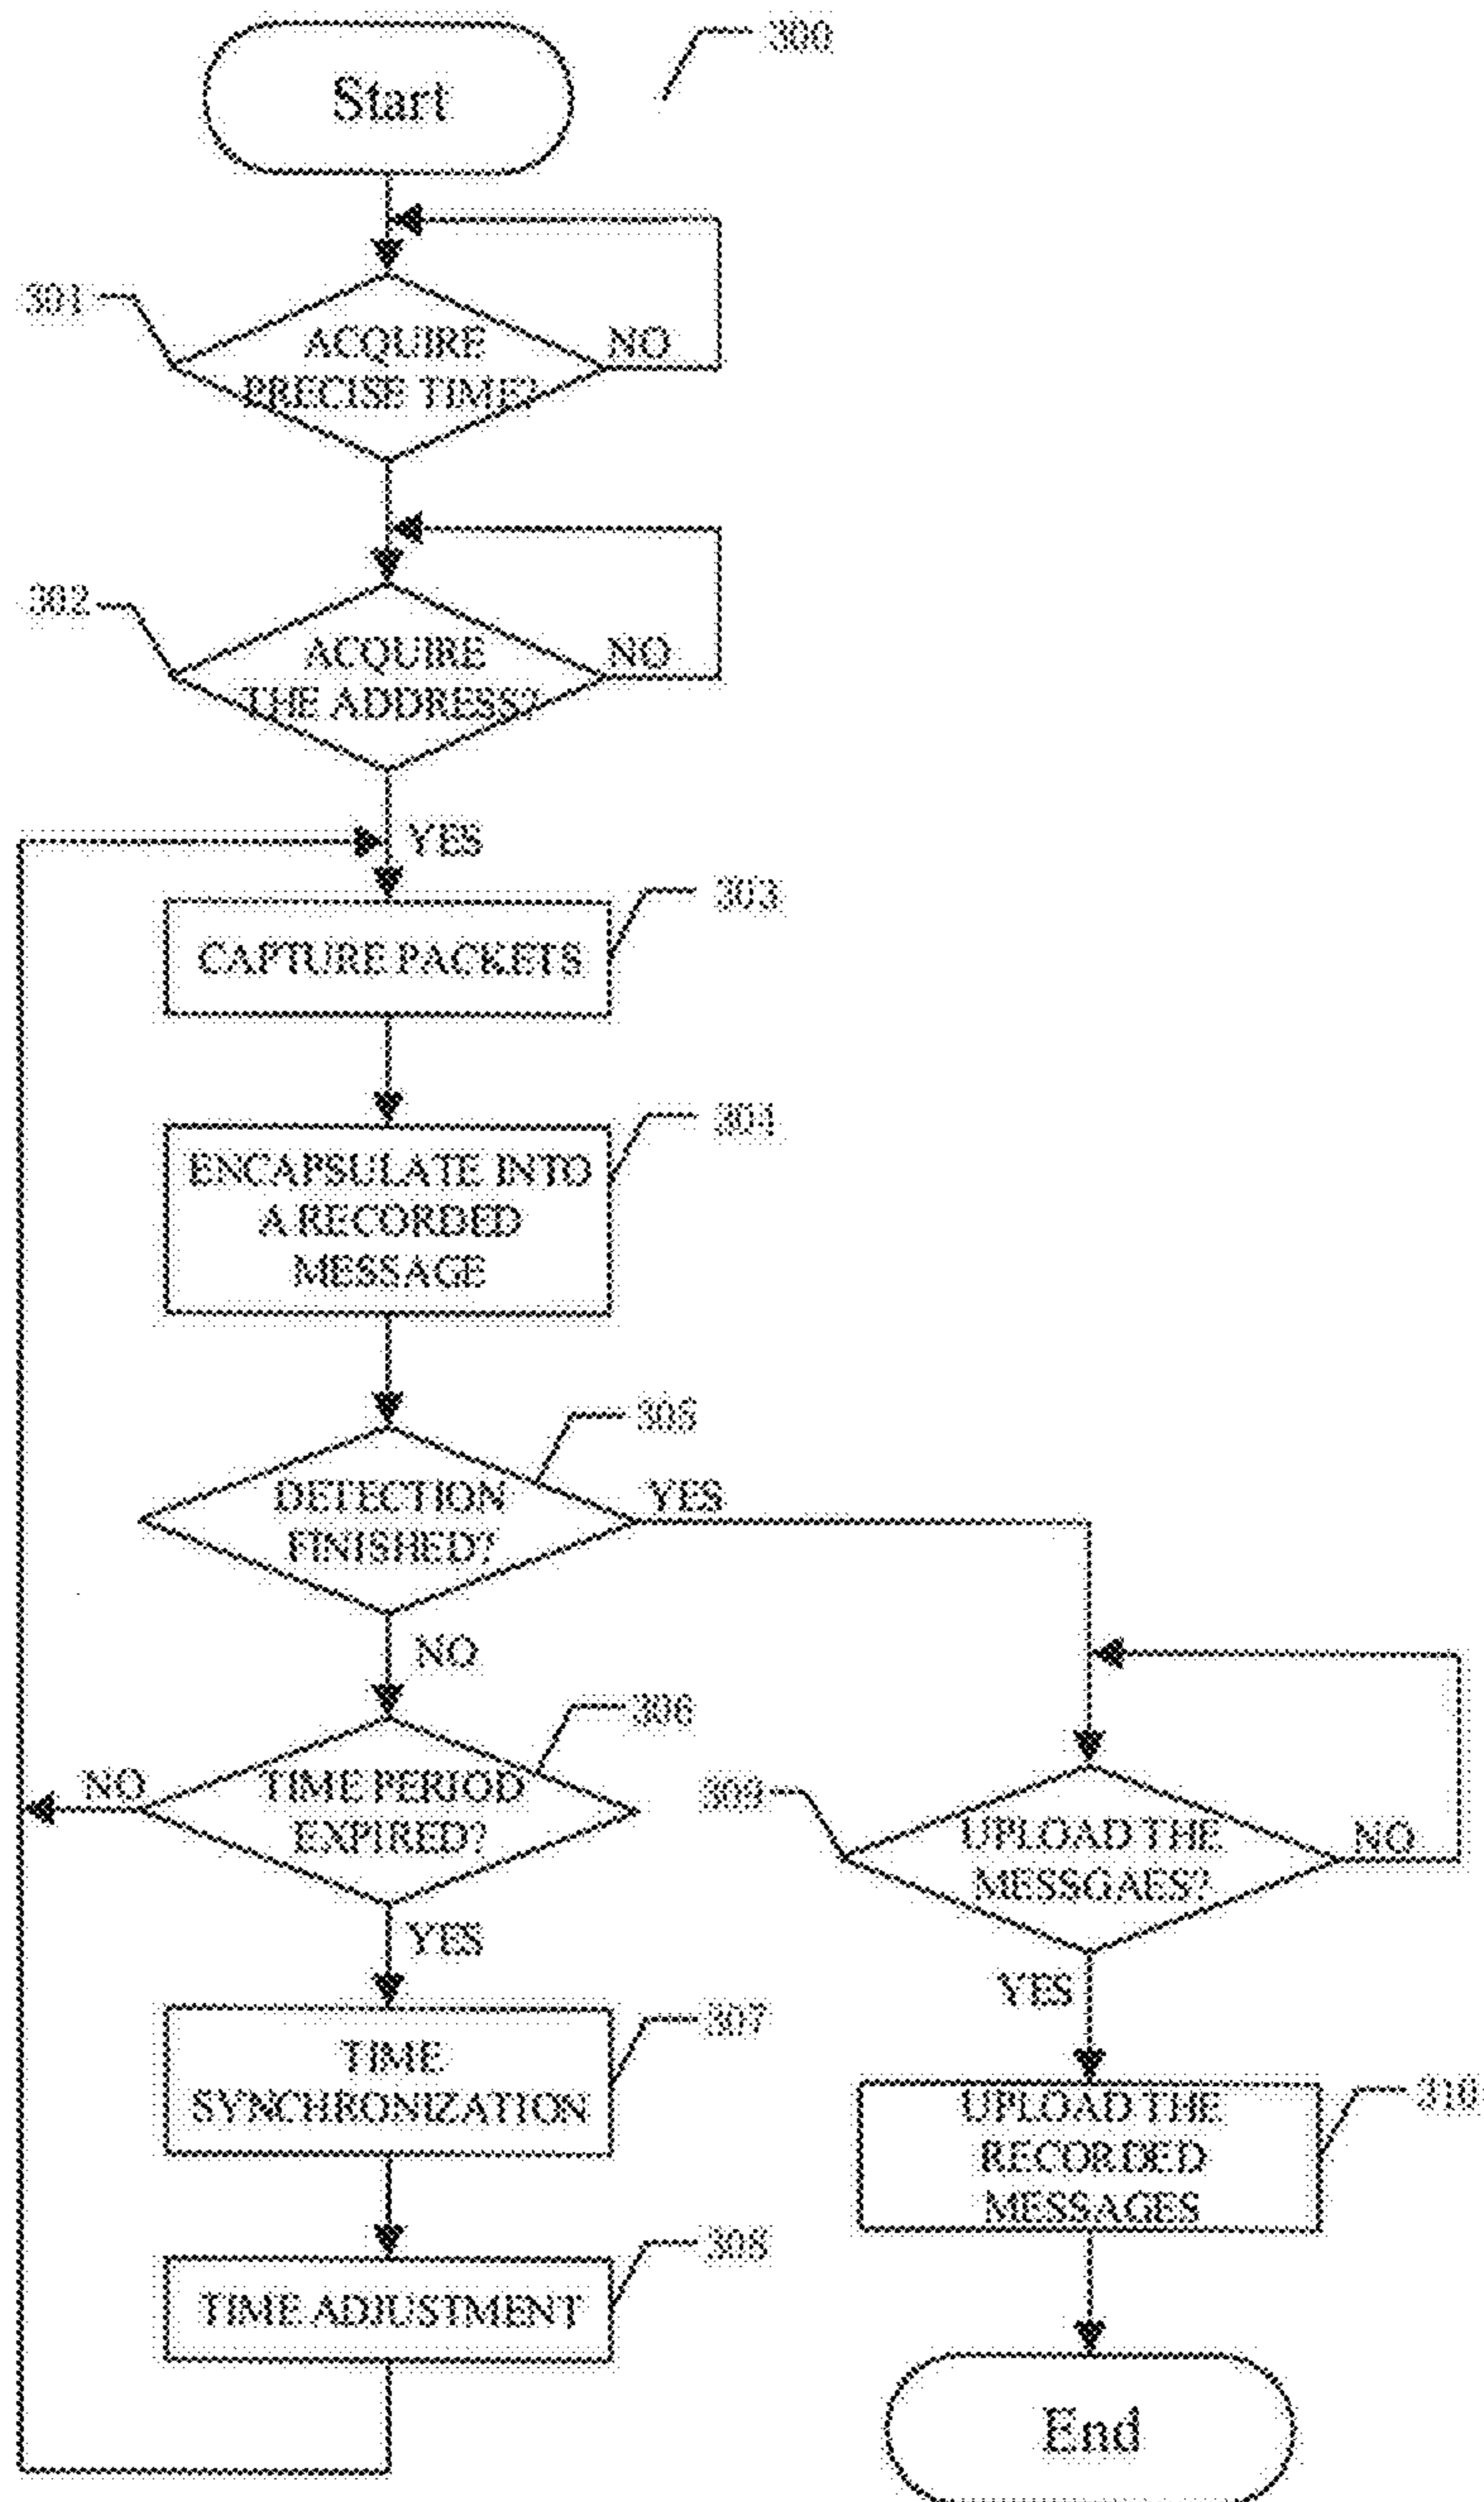 300
Start
301
ACQUIRE
PRECISE TIME?
NO
302
ACQUIRE
THE ADDRESS?
NO
YES
303
CAPTURE PACKETS
304
ENCAPSULATE INTO
A RECORDED
MESSAGE
305
DETECTION
FINISHED?
YES
NO
306
TIME PERIOD
EXPIRED?
NO
YES
309
UPLOAD THE
MESSGAES?
NO
YES
307
TIME
SYNCHRONIZATION
310
UPLOAD THE
RECORDED
MESSAGES
308
TIME ADJUSTMENT
End